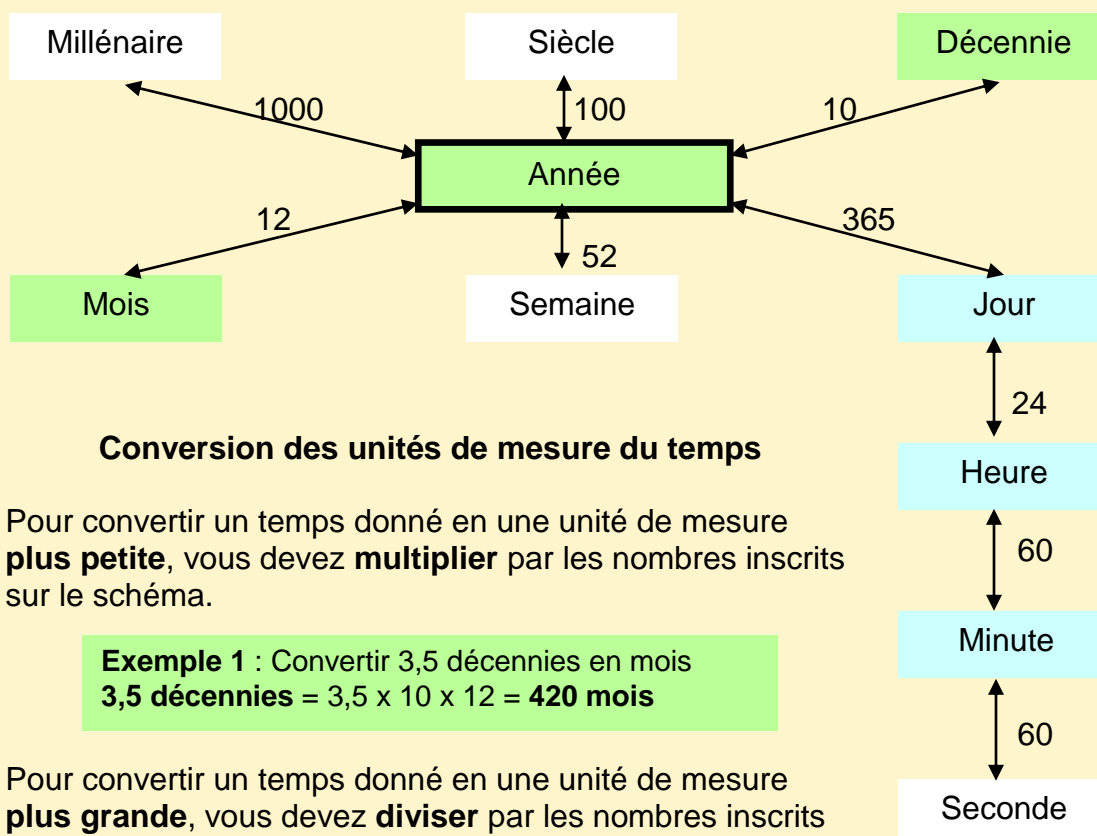 Millénaire Siècle Décennie
1000 100 10
Année
12 365
52
Mois Semaine Jour
24
Conversion des unités de mesure du temps
Heure
Pour convertir un temps donné en une unité de mesure
plus petite, vous devez multiplier par les nombres inscrits
sur le schéma.
60
Minute
Exemple 1 : Convertir 3,5 décennies en mois
3,5 décennies = 3,5 x 10 x 12 = 420 mois
60
Pour convertir un temps donné en une unité de mesure
plus grande, vous devez diviser par les nombres inscrits
Seconde